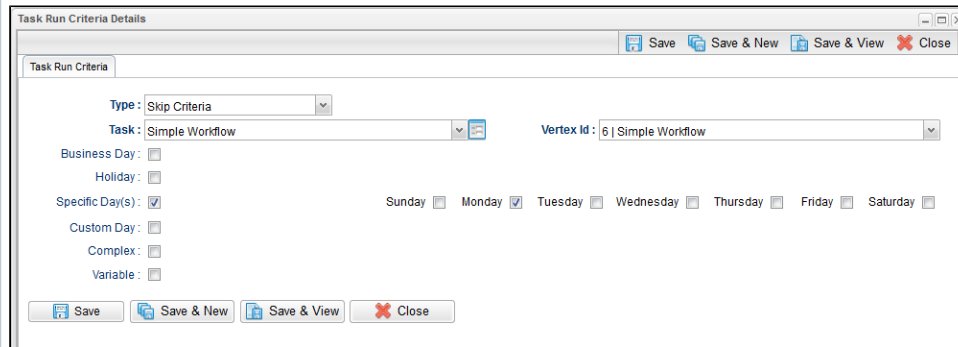 Task Run Criteria Details
Save Save & New Save & View Close
Task Run Criteria
Type : Skip Criteria
Task : Simple Workflow Vertex Id : 6 | Simple Workflow
Business Day :
Holiday :
Specific Day(s) : Sunday Monday Tuesday Wednesday Thursday Friday Saturday
Custom Day :
Complex :
Variable :
Save Save & New Save & View Close